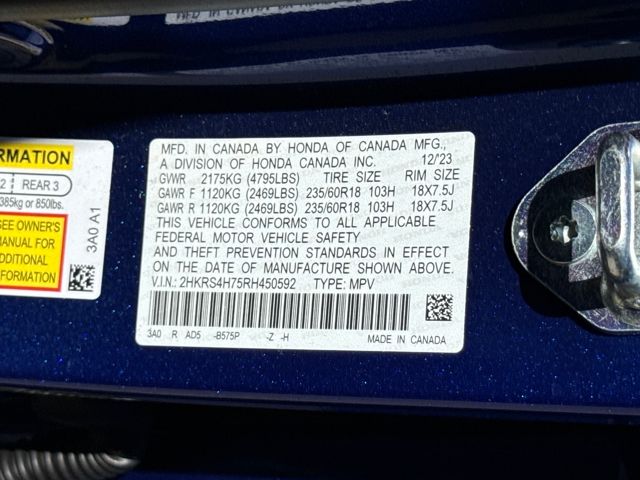 RMATION
2 REAR 3
385kg or 850lbs.
SEE OWNER'S
MANUAL FOR
ADDITIONAL
INFORMATION
3A0 A1
MFD. IN CANADA BY HONDA OF CANADA MFG.,
A DIVISION OF HONDA CANADA INC. 12/'23
GVWR 2175KG (4795LBS) TIRE SIZE RIM SIZE
GAWR F 1120KG (2469LBS) 235/60R18 103H 18X7.5J
GAWR R 1120KG (2469LBS) 235/60R18 103H 18X7.5J
THIS VEHICLE CONFORMS TO ALL APPLICABLE
FEDERAL MOTOR VEHICLE SAFETY
AND THEFT PREVENTION STANDARDS IN EFFECT
ON THE DATE OF MANUFACTURE SHOWN ABOVE.
V.I.N.: 2HKRS4H75RH450592 TYPE: MPV
3A0 R AD5 -B575P -Z -H MADE IN CANADA